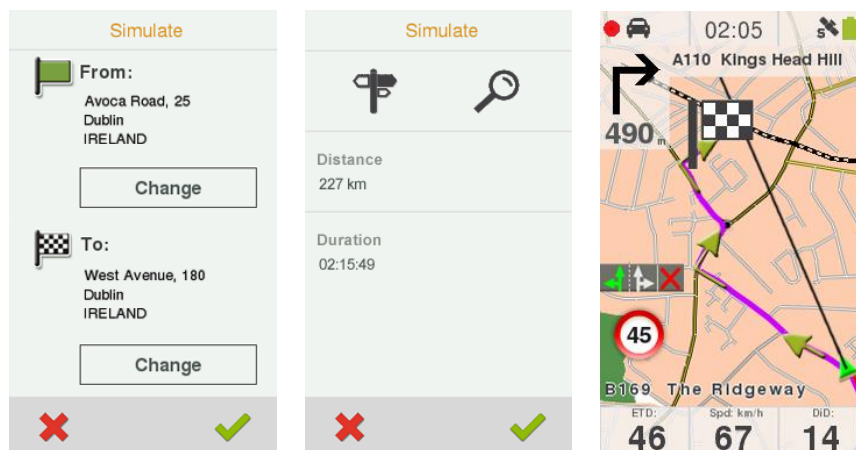 Simulate
From:
Avoca Road, 25
Dublin
IRELAND
Change
To:
West Avenue, 180
Dublin
IRELAND
Change
Simulate
Distance
227 km
Duration
02:15:49
02:05
S
A110 Kings Head Hill
490 m
45
B169 The Ridgeway
ETD: Spd: km/h DiD:
46 67 14